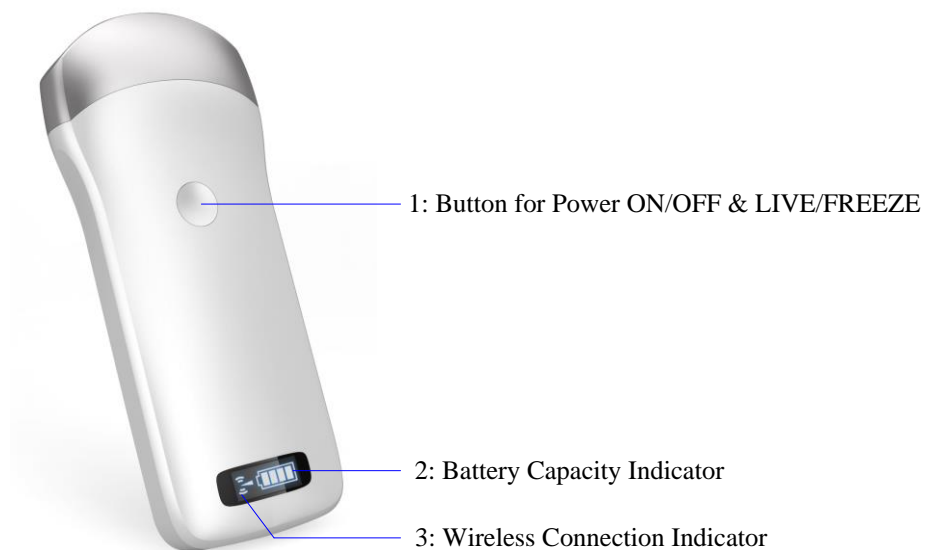 1: Button for Power ON/OFF & LIVE/FREEZE
2: Battery Capacity Indicator
3: Wireless Connection Indicator